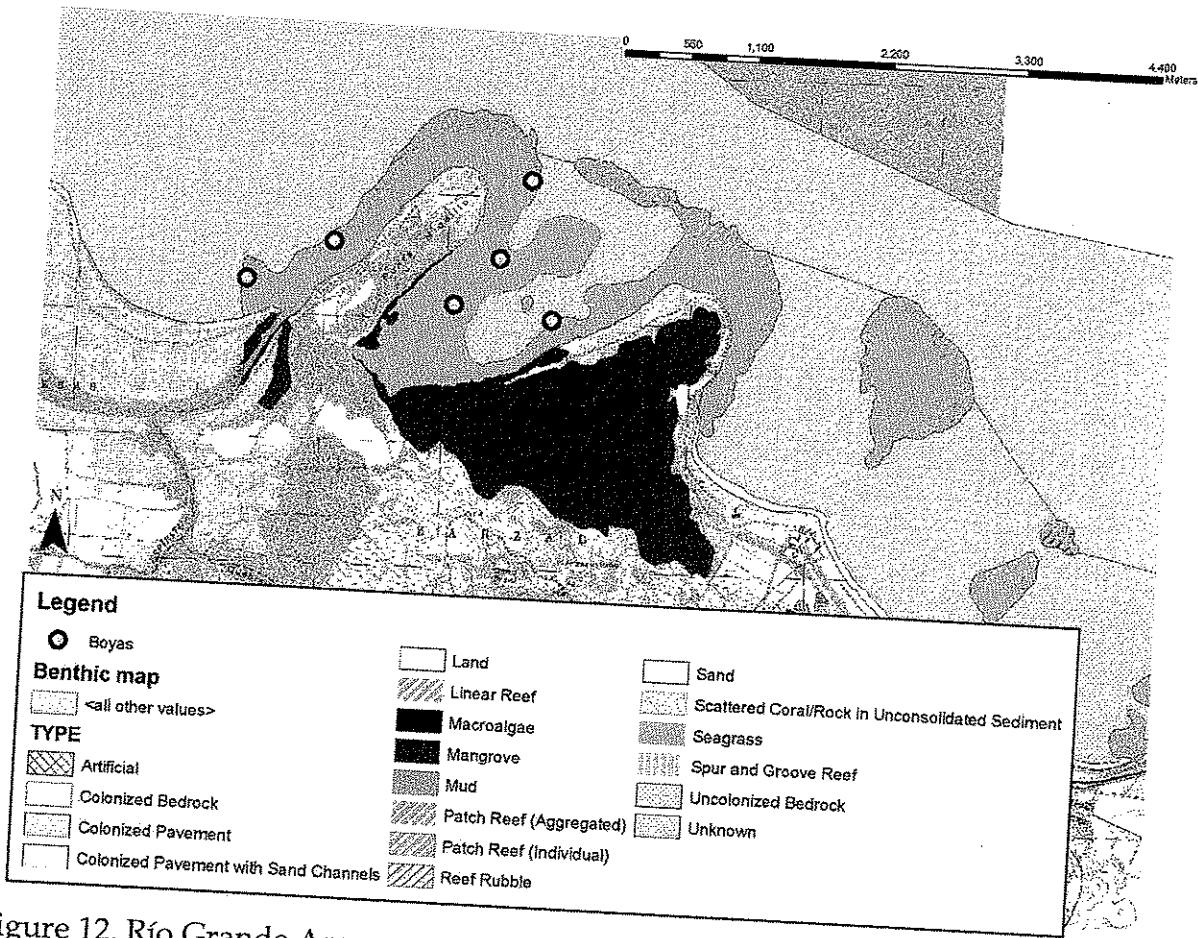 0 550 1,100 2,200 3,300 4,400
Meters
N
Legend
Boyas
Benthic map
<all other values>
TYPE
Artificial
Colonized Bedrock
Colonized Pavement
Colonized Pavement with Sand Channels
Land
Linear Reef
Macroalgae
Mangrove
Mud
Patch Reef (Aggregated)
Patch Reef (Individual)
Reef Rubble
Sand
Scattered Coral/Rock in Unconsolidated Sediment
Seagrass
Spur and Groove Reef
Uncolonized Bedrock
Unknown
igure 12. Río Grande